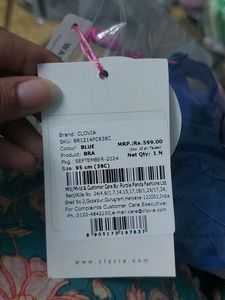 Brand: CLOVIA
SKU: BR1214P0838C
Colour: BLUE
Product: BRA
Pkg: SEPTEMBER-2024
Size: 95 cm (38C)
MRP.:Rs.599.00
(Incl. of all Taxes)
Net Qty: 1 N
Mfd/Mktd & Customer Care By: Purple Panda Fashions Ltd.
Shed No.2, Golalpur, Gurugram, Haryana-122001, India
For Complaints Customer Care Executive:
Ph. 0120-4842200, e-mail:care@clovia.com
8 905173 197637
www.clovia.com